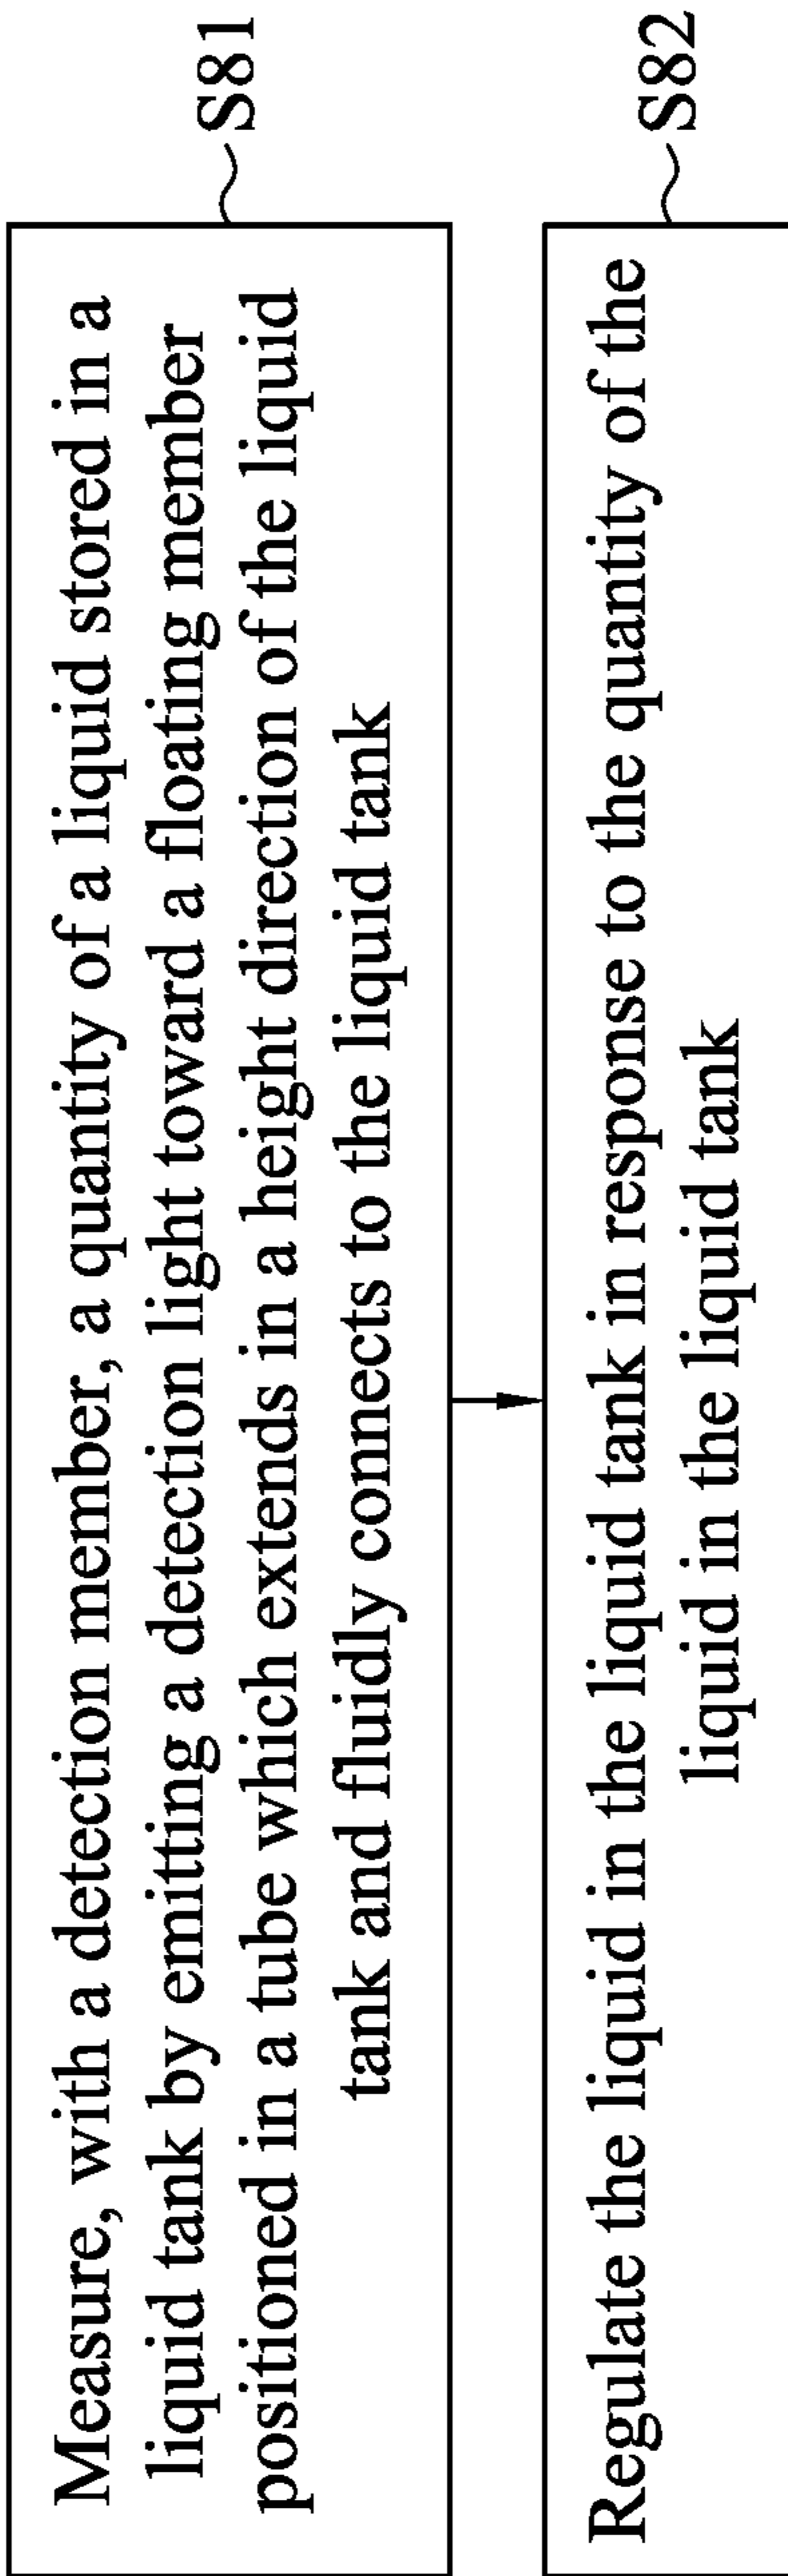 Measure, with a detection member, a quantity of a liquid stored in a
liquid tank by emitting a detection light toward a floating member
positioned in a tube which extends in a height direction of the liquid
tank and fluidly connects to the liquid tank
S81
Regulate the liquid in the liquid tank in response to the quantity of the
liquid in the liquid tank
S82